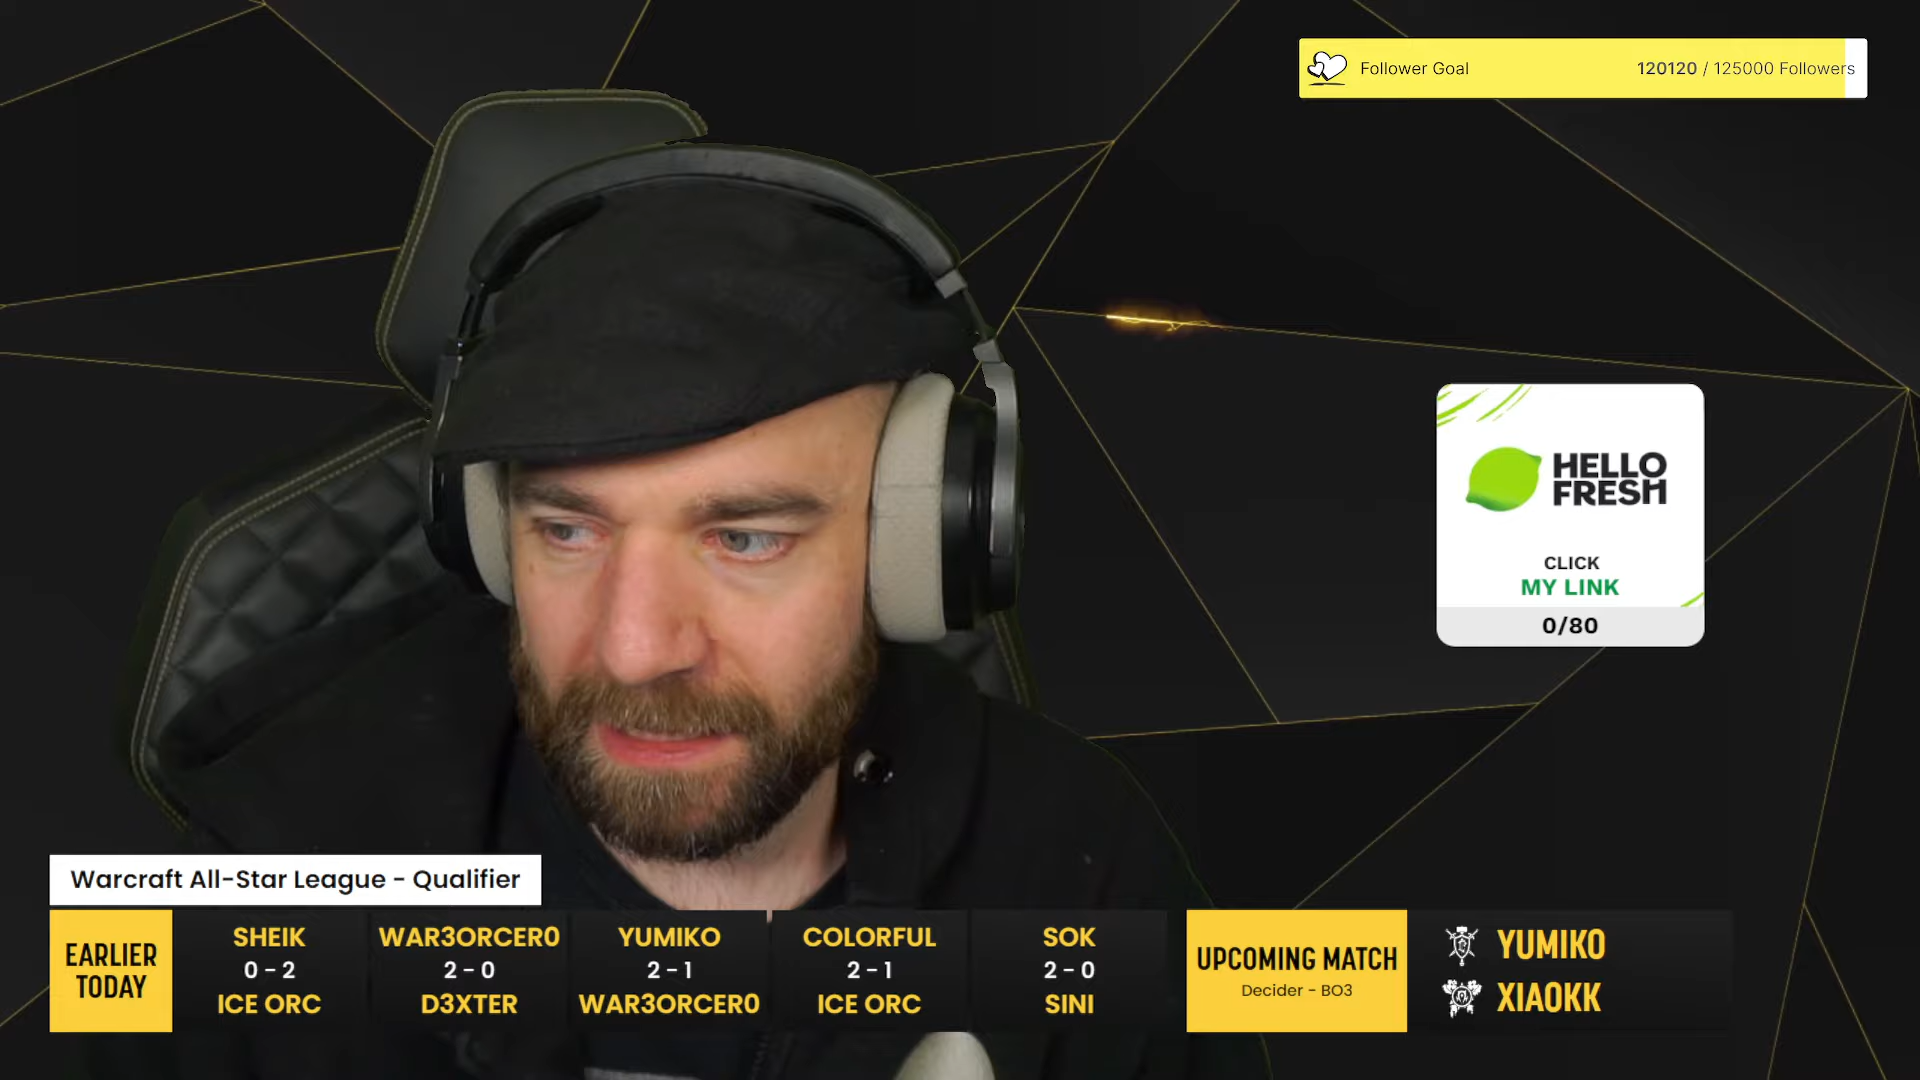 Follower Goal 120120 / 125000 Followers
HELLO
FRESH
CLICK
MY LINK
0/80
Warcraft All-Star League - Qualifier
EARLIER
TODAY
SHEIK
0 - 2
ICE ORC
WAR3ORCER0
2 - 0
D3XTER
YUMIKO
2 - 1
WAR3ORCER0
COLORFUL
2 - 1
ICE ORC
SOK
2 - 0
SINI
UPCOMING MATCH
Decider - BO3
YUMIKO
XIAOKK